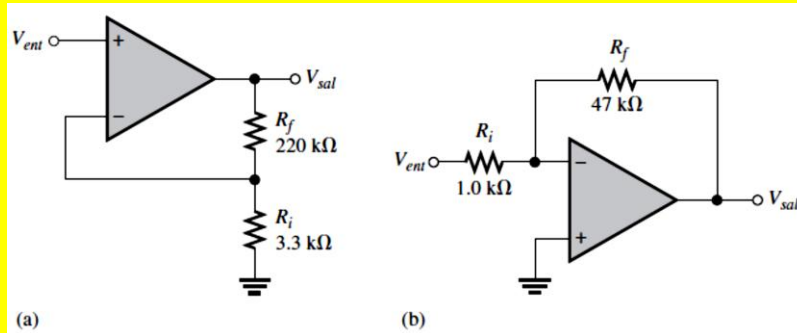 V_ent
+
−
V_sal
R_f
220 kΩ
R_i
3.3 kΩ
(a)
R_f
47 kΩ
R_i
V_ent
1.0 kΩ
−
+
V_sal
(b)